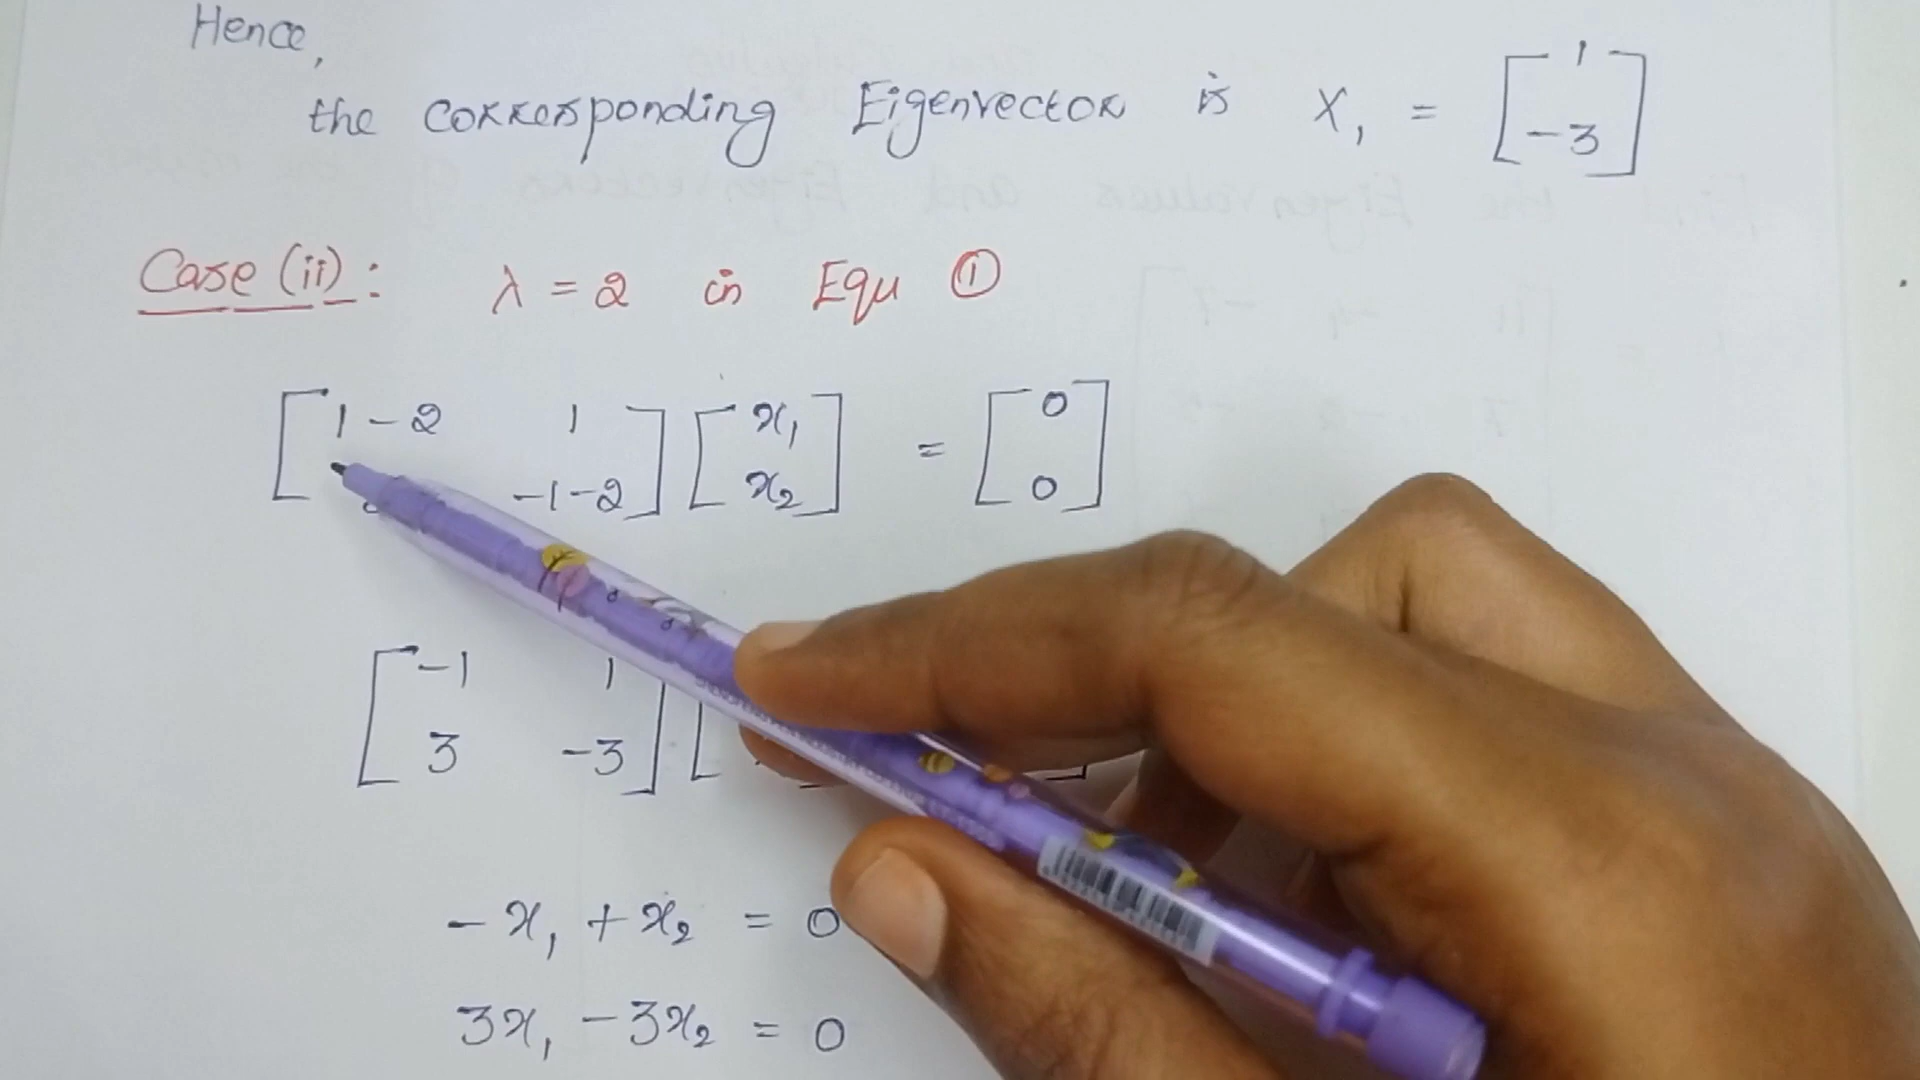 Hence,
the corresponding Eigenvector is X₁ = [ 1
-3 ]
Case (ii): λ = 2 in Equ ①
[ 1-2 1 ] [ x₁ ] = [ 0 ]
[ -1-2 ] [ x₂ ] [ 0 ]
[ -1 1
3 -3 ] [
-x₁ + x₂ = 0
3x₁ - 3x₂ = 0